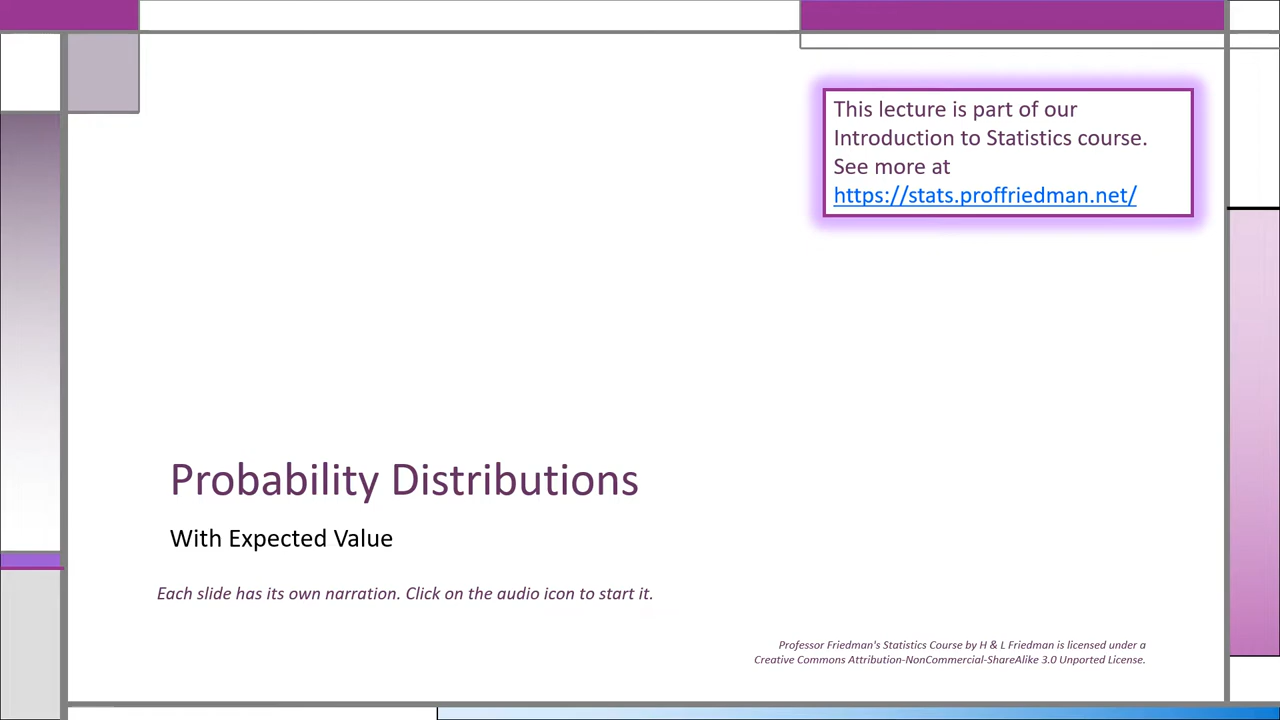 This lecture is part of our
Introduction to Statistics course.
See more at
https://stats.proffriedman.net/
Probability Distributions
With Expected Value
Each slide has its own narration. Click on the audio icon to start it.
Professor Friedman's Statistics Course by H & L Friedman is licensed under a
Creative Commons Attribution-NonCommercial-ShareAlike 3.0 Unported License.